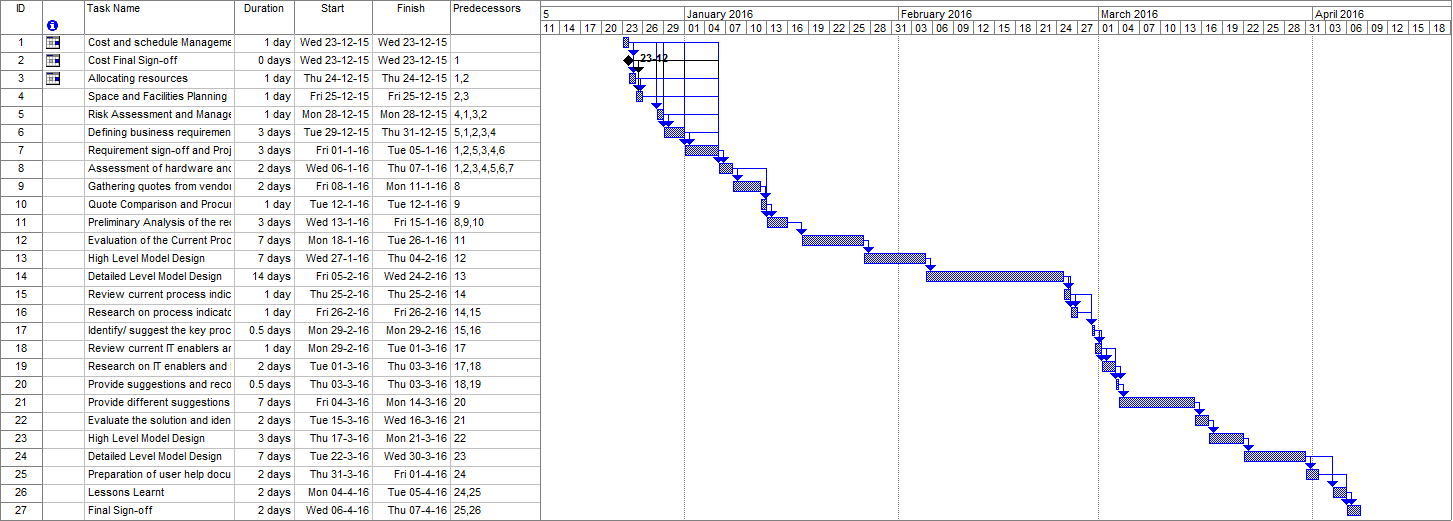 ID Task Name Duration Start Finish Predecessors
5 January 2016 February 2016 March 2016 April 2016
11 14 17 20 23 26 29 01 04 07 10 13 16 19 22 25 28 31 03 06 09 12 15 18 21 24 27 01 04 07 10 13 16 19 22 25 28 31 03 06 09 12 15 18
1 Cost and schedule Manageme 1 day Wed 23-12-15 Wed 23-12-15
2 Cost Final Sign-off 0 days Wed 23-12-15 Wed 23-12-15 1 23-12
3 Allocating resources 1 day Thu 24-12-15 Thu 24-12-15 1,2
4 Space and Facilities Planning 1 day Fri 25-12-15 Fri 25-12-15 2,3
5 Risk Assessment and Manage 1 day Mon 28-12-15 Mon 28-12-15 4,1,3,2
6 Defining business requiremen 3 days Tue 29-12-15 Thu 31-12-15 5,1,2,3,4
7 Requirement sign-off and Proj 3 days Fri 01-1-16 Tue 05-1-16 1,2,5,3,4,6
8 Assessment of hardware and 2 days Wed 06-1-16 Thu 07-1-16 1,2,3,4,5,6,7
9 Gathering quotes from vendor 2 days Fri 08-1-16 Mon 11-1-16 8
10 Quote Comparison and Procu 1 day Tue 12-1-16 Tue 12-1-16 9
11 Preliminary Analysis of the rec 3 days Wed 13-1-16 Fri 15-1-16 8,9,10
12 Evaluation of the Current Proc 7 days Mon 18-1-16 Tue 26-1-16 11
13 High Level Model Design 7 days Wed 27-1-16 Thu 04-2-16 12
14 Detailed Level Model Design 14 days Fri 05-2-16 Wed 24-2-16 13
15 Review current process indic 1 day Thu 25-2-16 Thu 25-2-16 14
16 Research on process indicato 1 day Fri 26-2-16 Fri 26-2-16 14,15
17 Identify/ suggest the key proc 0.5 days Mon 29-2-16 Mon 29-2-16 15,16
18 Review current IT enablers ar 1 day Mon 29-2-16 Tue 01-3-16 17
19 Research on IT enablers and 2 days Tue 01-3-16 Thu 03-3-16 17,18
20 Provide suggestions and reco 0.5 days Thu 03-3-16 Thu 03-3-16 18,19
21 Provide different suggestions 7 days Fri 04-3-16 Mon 14-3-16 20
22 Evaluate the solution and iden 2 days Tue 15-3-16 Wed 16-3-16 21
23 High Level Model Design 3 days Thu 17-3-16 Mon 21-3-16 22
24 Detailed Level Model Design 7 days Tue 22-3-16 Wed 30-3-16 23
25 Preparation of user help docu 2 days Thu 31-3-16 Fri 01-4-16 24
26 Lessons Learnt 2 days Mon 04-4-16 Tue 05-4-16 24,25
27 Final Sign-off 2 days Wed 06-4-16 Thu 07-4-16 25,26